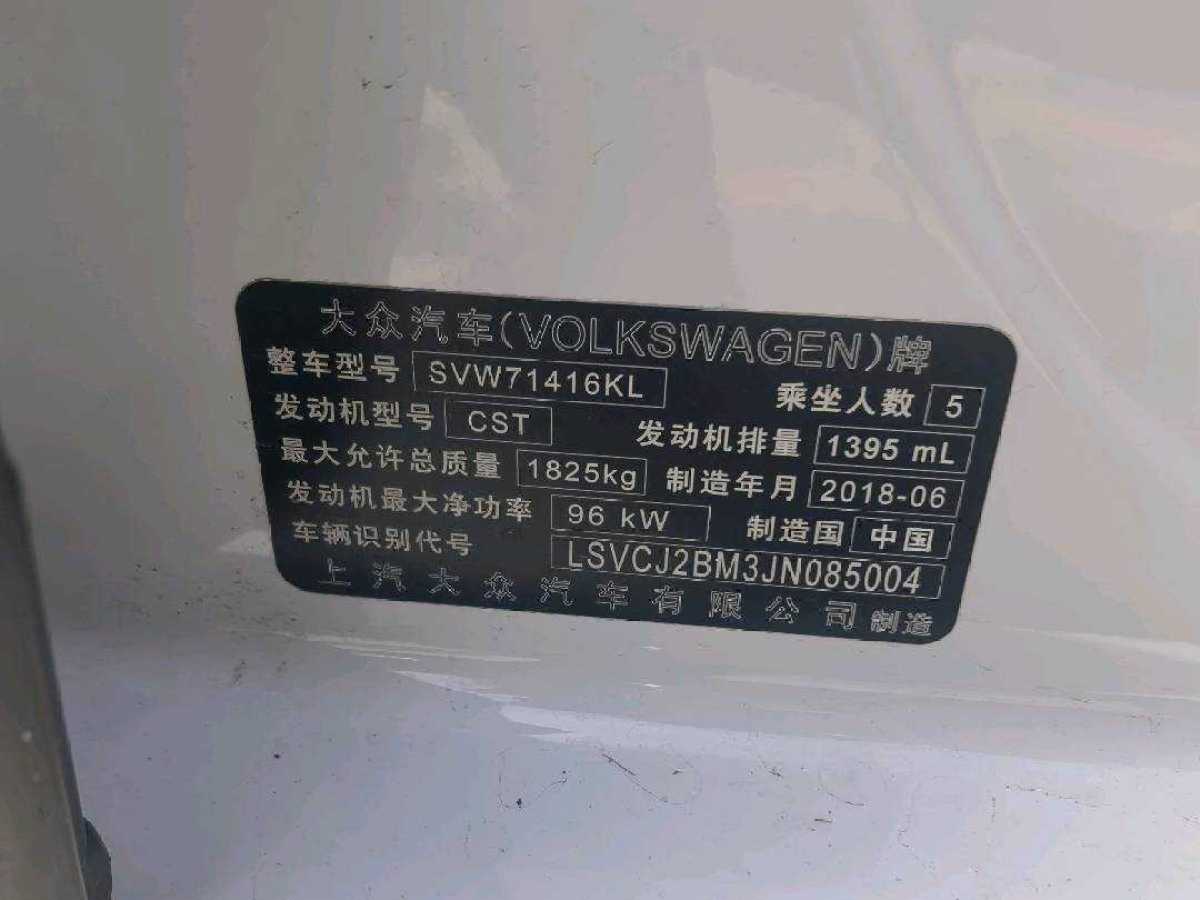 大众汽车(VOLKSWAGEN)牌
整车型号 SVW71416KL 乘坐人数 5
发动机型号 CST 发动机排量 1395 mL
最大允许总质量 1825kg 制造年月 2018-06
发动机最大净功率 96 kW 制造国 中国
车辆识别代号 LSVCJ2BM3JN085004
上汽大众汽车有限公司制造